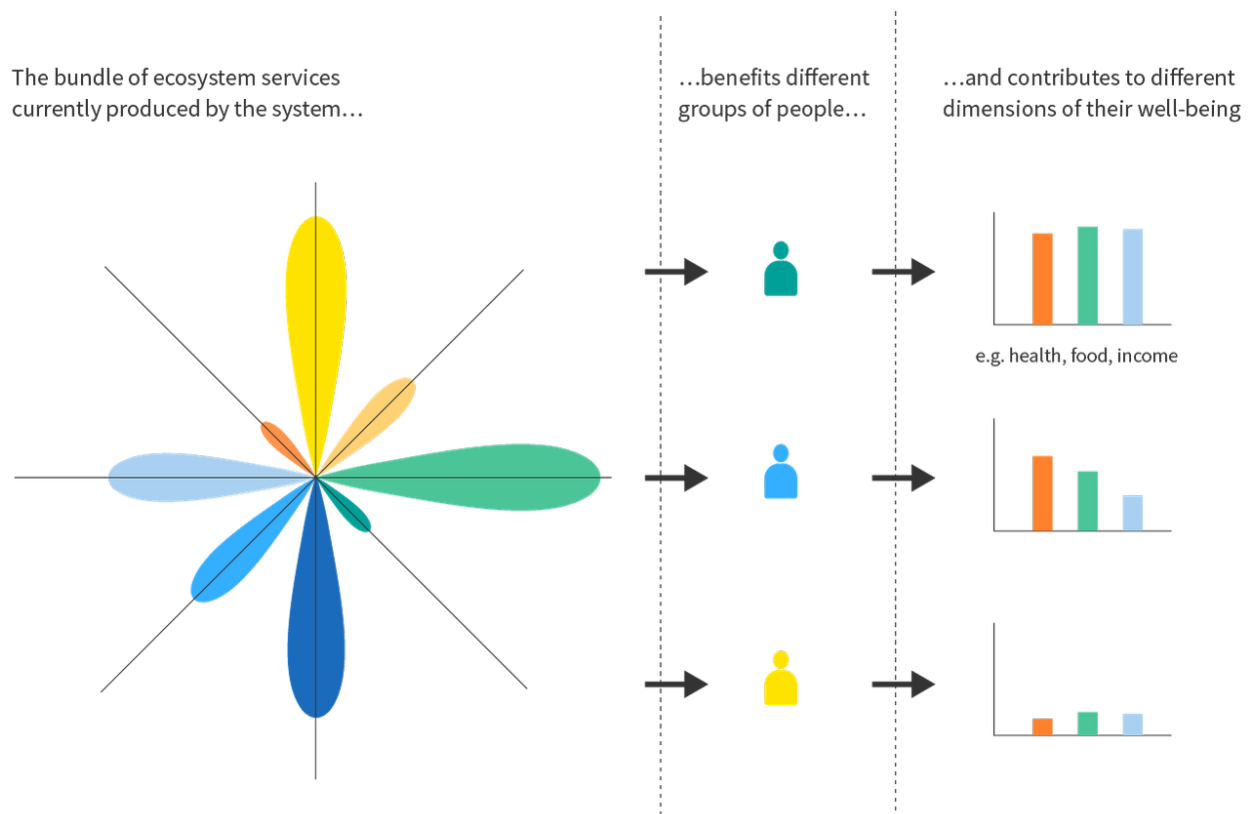 The bundle of ecosystem services
currently produced by the system…
…benefits different
groups of people…
…and contributes to different
dimensions of their well-being
e.g. health, food, income